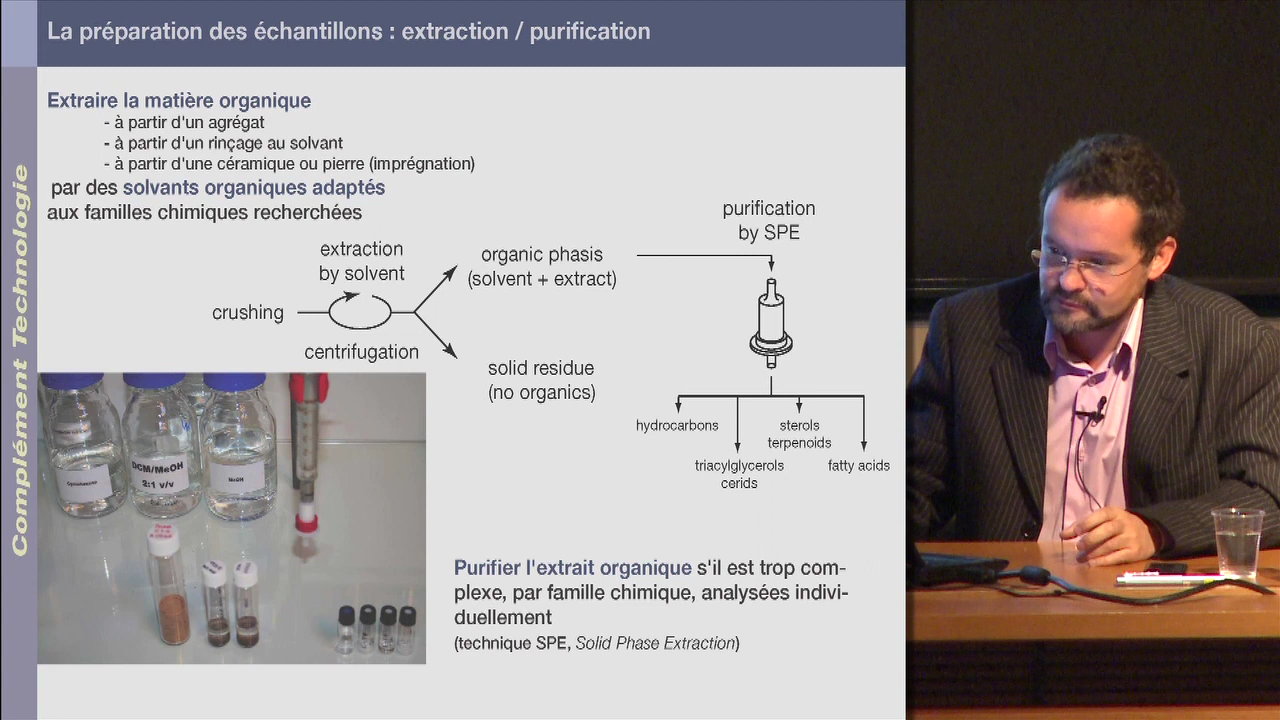 La préparation des échantillons : extraction / purification
Complément Technologie
Extraire la matière organique
- à partir d'un agrégat
- à partir d'un rinçage au solvant
- à partir d'une céramique ou pierre (imprégnation)
par des solvants organiques adaptés
aux familles chimiques recherchées
extraction
by solvent
crushing
centrifugation
organic phasis
(solvent + extract)
solid residue
(no organics)
purification
by SPE
hydrocarbons
sterols
terpenoids
triacylglycerols
cerids
fatty acids
DCM/MeOH
2:1 v/v
MeOH
Purifier l'extrait organique s'il est trop com-
plexe, par famille chimique, analysées indivi-
duellement
(technique SPE, Solid Phase Extraction)